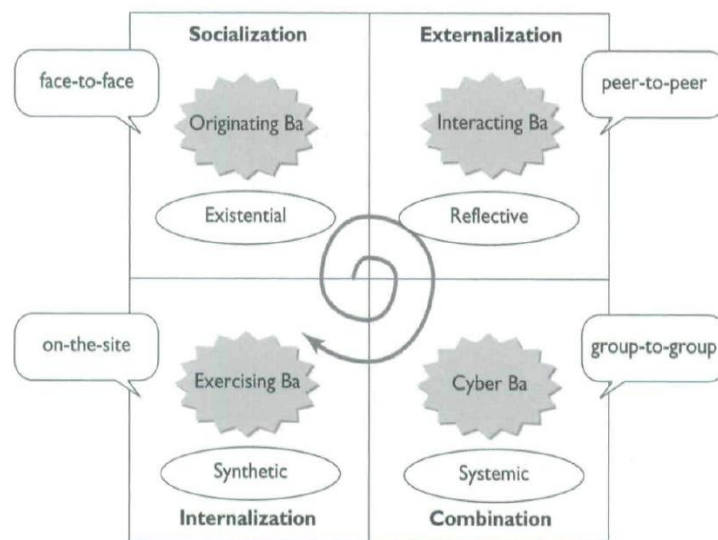 Socialization
Externalization
face-to-face
peer-to-peer
Originating Ba
Interacting Ba
Existential
Reflective
on-the-site
group-to-group
Exercising Ba
Cyber Ba
Synthetic
Systemic
Internalization
Combination